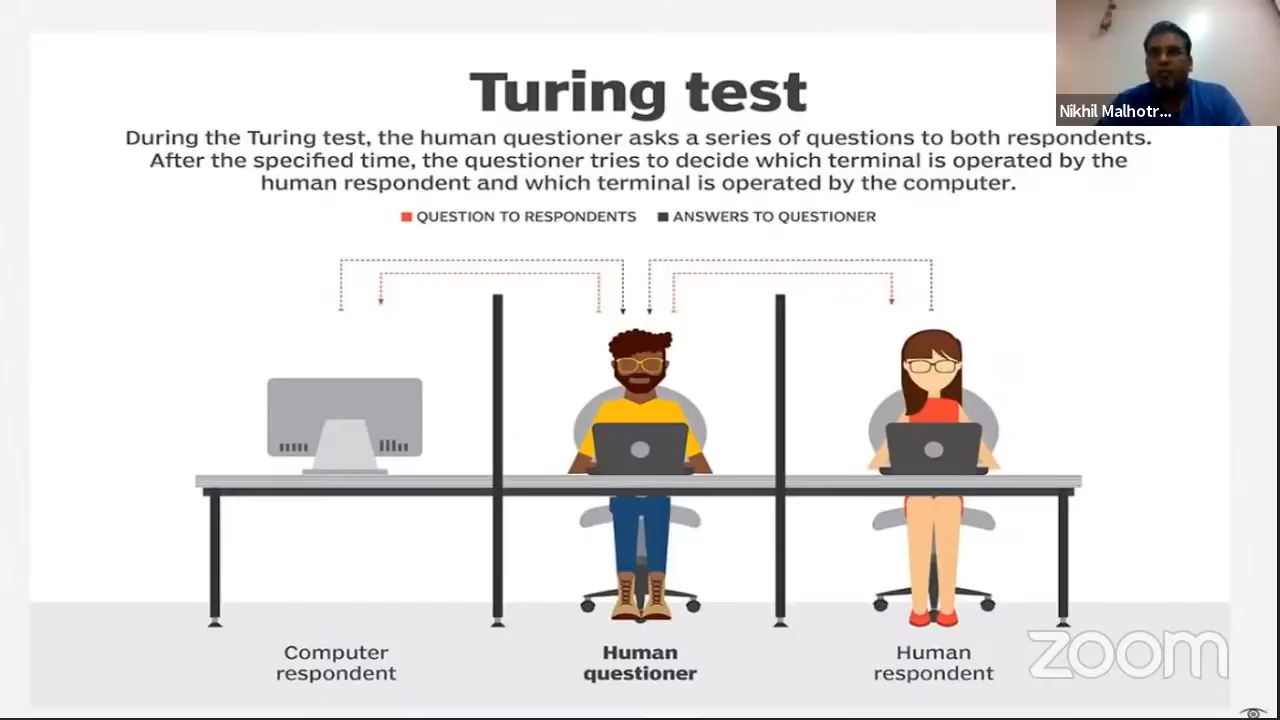 Turing test
Nikhil Malhotr...
During the Turing test, the human questioner asks a series of questions to both respondents.
After the specified time, the questioner tries to decide which terminal is operated by the
human respondent and which terminal is operated by the computer.
QUESTION TO RESPONDENTS ANSWERS TO QUESTIONER
Computer
respondent
Human
questioner
Human
respondent
zoom